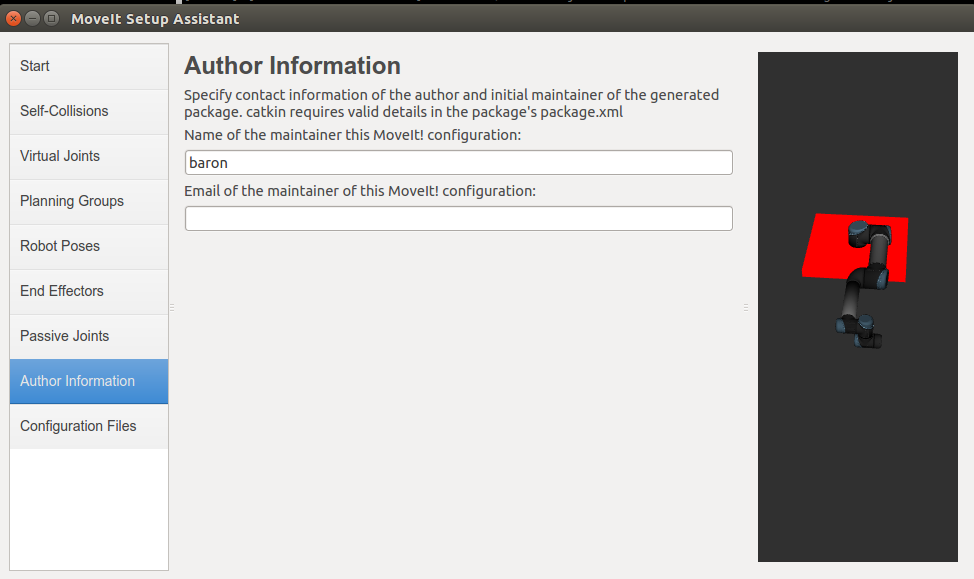 MoveIt Setup Assistant
Start
Self-Collisions
Virtual Joints
Planning Groups
Robot Poses
End Effectors
Passive Joints
Author Information
Configuration Files
Author Information
Specify contact information of the author and initial maintainer of the generated
package. catkin requires valid details in the package's package.xml
Name of the maintainer this MoveIt! configuration:
baron
Email of the maintainer of this MoveIt! configuration: